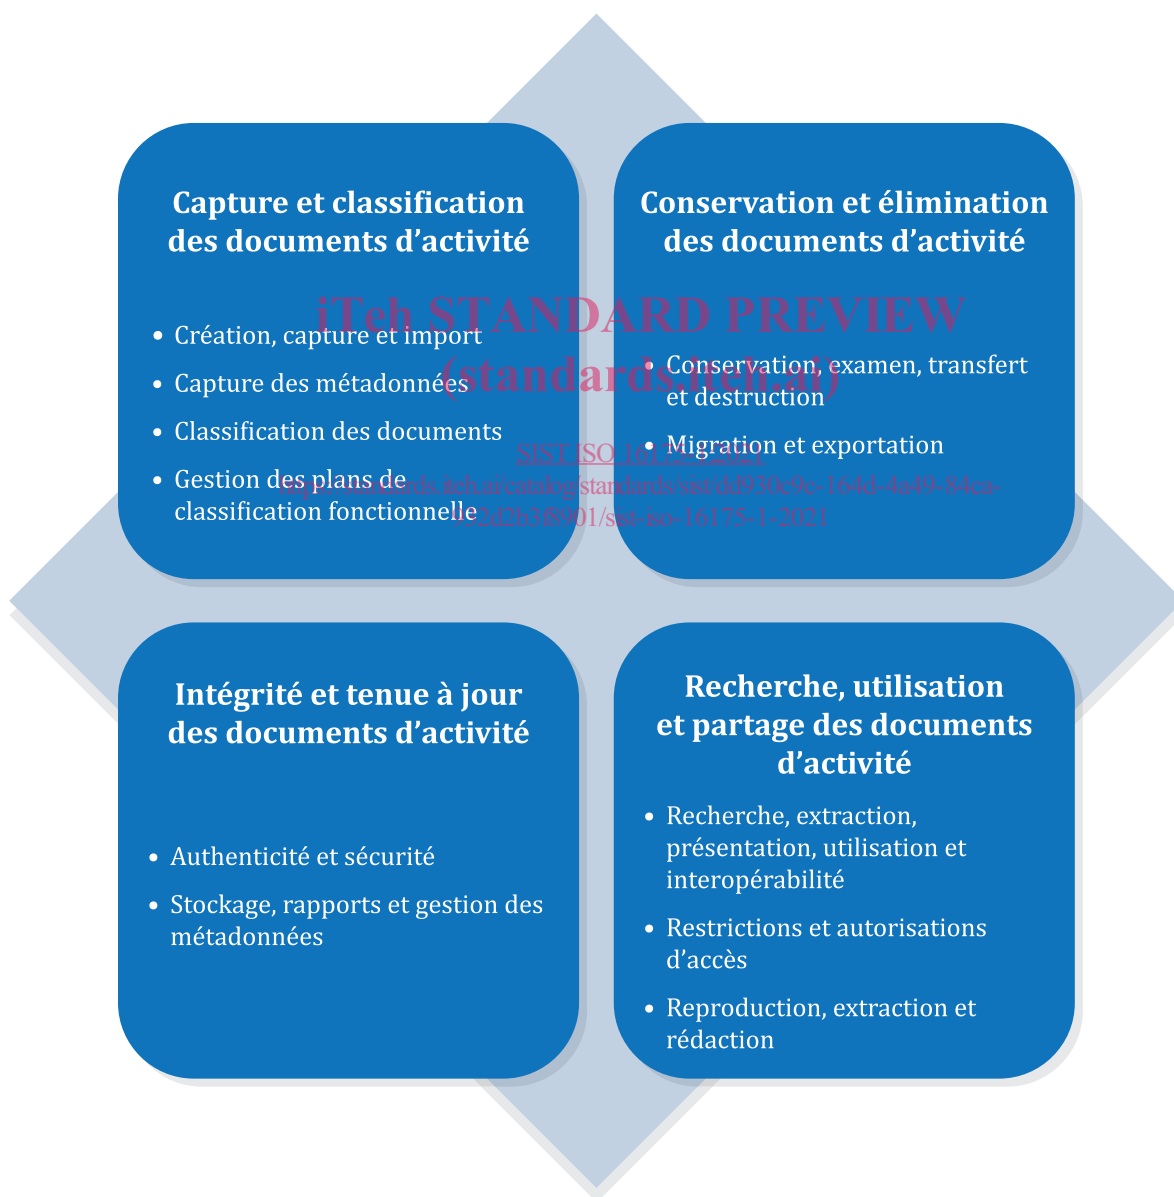 Capture et classification
des documents d’activité
• Création, capture et import
• Capture des métadonnées
• Classification des documents
• Gestion des plans de
classification fonctionnelle
Conservation et élimination
des documents d’activité
• Conservation, examen, transfert
et destruction
• Migration et exportation
iTeh STANDARD PREVIEW
(standards.iteh.ai)
SIST ISO 16175-1:2021
https://standards.iteh.ai/catalog/standards/sist/dd930c9c-164d-4a49-84ca-
/sist-iso-16175-1-2021
Intégrité et tenue à jour
des documents d’activité
• Authenticité et sécurité
• Stockage, rapports et gestion des
métadonnées
Recherche, utilisation
et partage des documents
d’activité
• Recherche, extraction,
présentation, utilisation et
interopérabilité
• Restrictions et autorisations
d’accès
• Reproduction, extraction et
rédaction